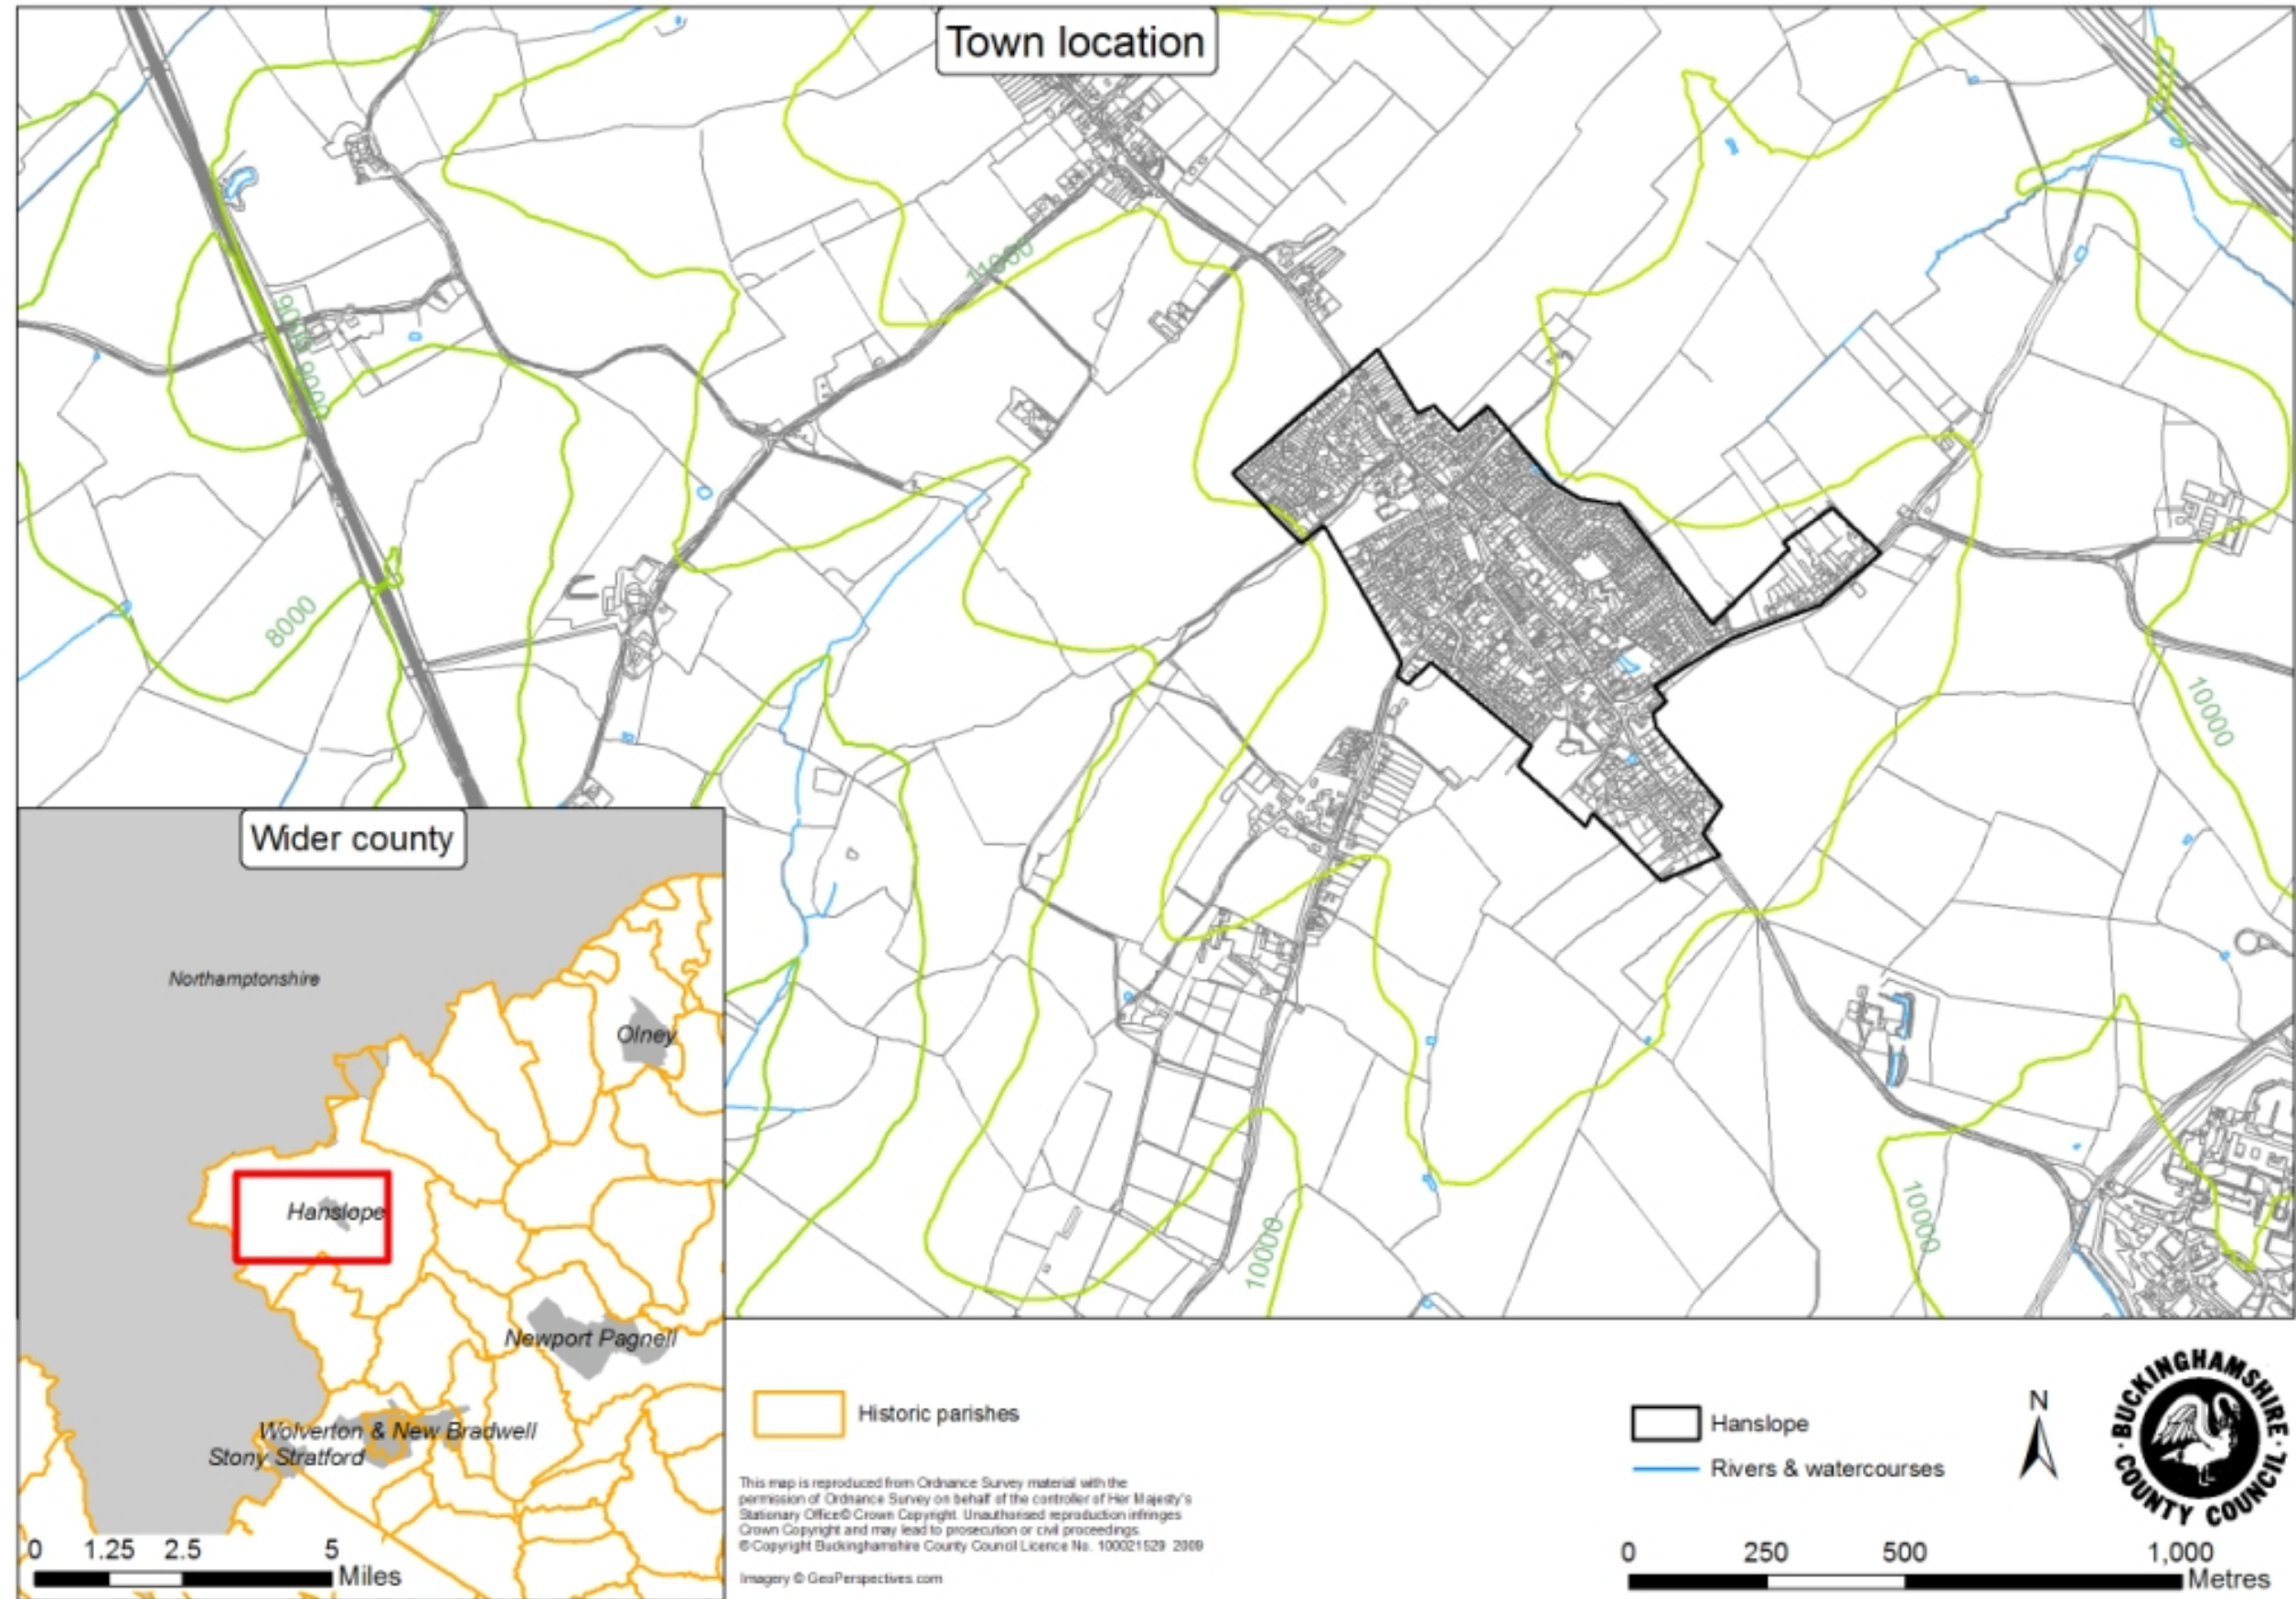 Town location
11000
9000
9000
8000
10000
10000
10000
Wider county
Northamptonshire
Olney
Hanslope
Newport Pagnell
Wolverton & New Bradwell
Stony Stratford
0 1.25 2.5 5
Miles
Historic parishes
This map is reproduced from Ordnance Survey material with the
permission of Ordnance Survey on behalf of the controller of Her Majesty's
Stationary Office© Crown Copyright. Unauthorised reproduction infringes
Crown Copyright and may lead to prosecution or civil proceedings.
© Copyright Buckinghamshire County Council Licence No. 100021529 2009
Imagery © GeoPerspectives.com
Hanslope
Rivers & watercourses
N
BUCKINGHAMSHIRE
COUNTY COUNCIL
0 250 500 1,000
Metres